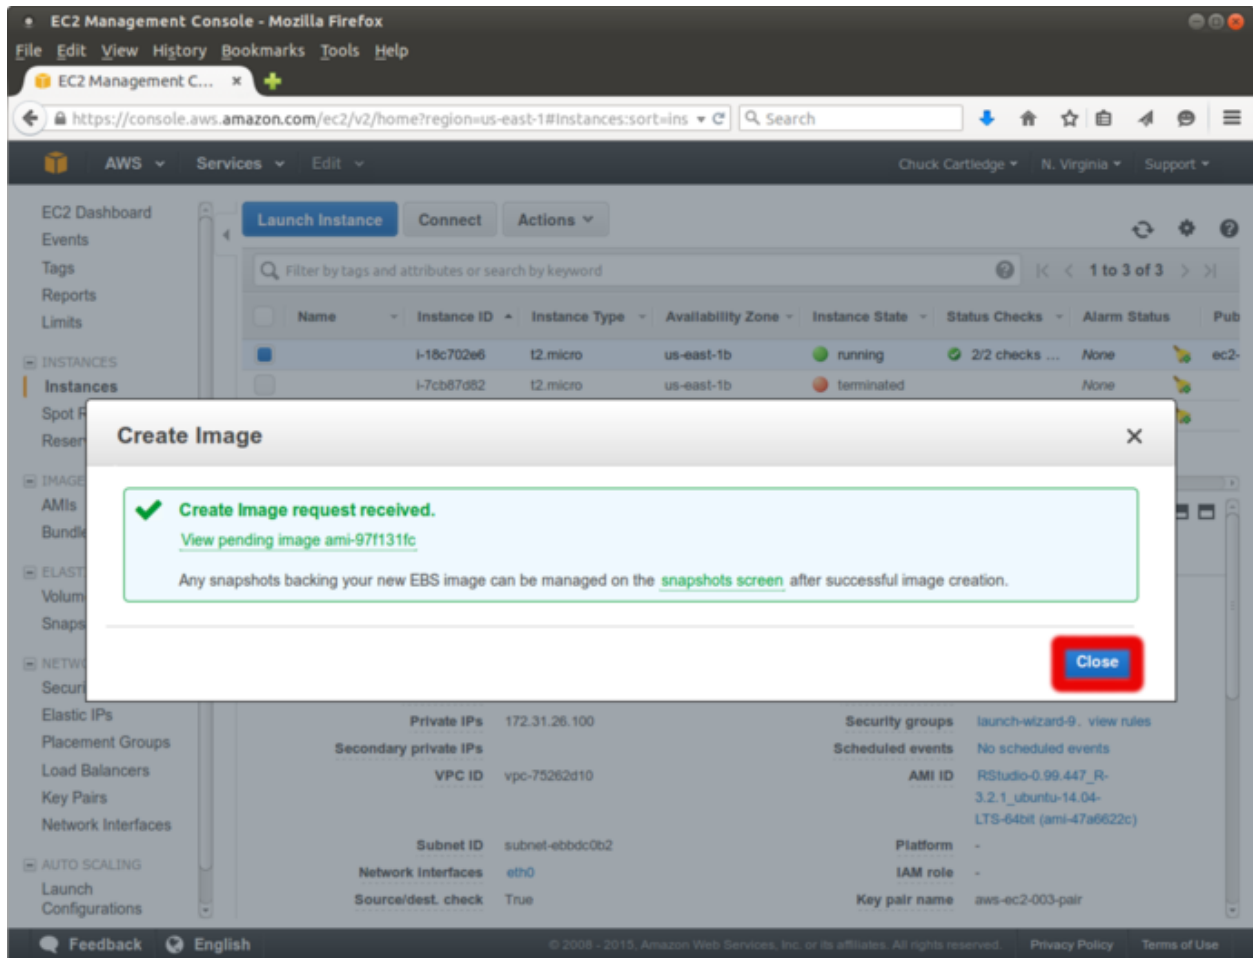 EC2 Management Console - Mozilla Firefox
File Edit View History Bookmarks Tools Help
EC2 Management C... ×
https://console.aws.amazon.com/ec2/v2/home?region=us-east-1#Instances:sort=ins Search
AWS Services Edit Chuck Cartledge N. Virginia Support
EC2 Dashboard
Events
Tags
Reports
Limits
INSTANCES
Instances
Spot R
Reser
IMAGE
AMIs
Bundle
ELAST
Volum
Snaps
NETWO
Securi
Elastic IPs
Placement Groups
Load Balancers
Key Pairs
Network Interfaces
AUTO SCALING
Launch
Configurations
Launch Instance Connect Actions
Filter by tags and attributes or search by keyword 1 to 3 of 3
Name Instance ID Instance Type Availability Zone Instance State Status Checks Alarm Status Pub
i-18c702e6 t2.micro us-east-1b running 2/2 checks ... None ec2-
i-7cb87d82 t2.micro us-east-1b terminated None
Create Image ×
Create Image request received.
View pending image ami-97f131fc
Any snapshots backing your new EBS image can be managed on the snapshots screen after successful image creation.
Close
Private IPs 172.31.26.100 Security groups launch-wizard-9. view rules
Secondary private IPs Scheduled events No scheduled events
VPC ID vpc-75262d10 AMI ID RStudio-0.99.447_R-
3.2.1_ubuntu-14.04-
LTS-64bit (ami-47a6622c)
Subnet ID subnet-ebbdc0b2 Platform -
Network interfaces eth0 IAM role -
Source/dest. check True Key pair name aws-ec2-003-pair
Feedback English © 2008 - 2015, Amazon Web Services, Inc. or its affiliates. All rights reserved. Privacy Policy Terms of Use